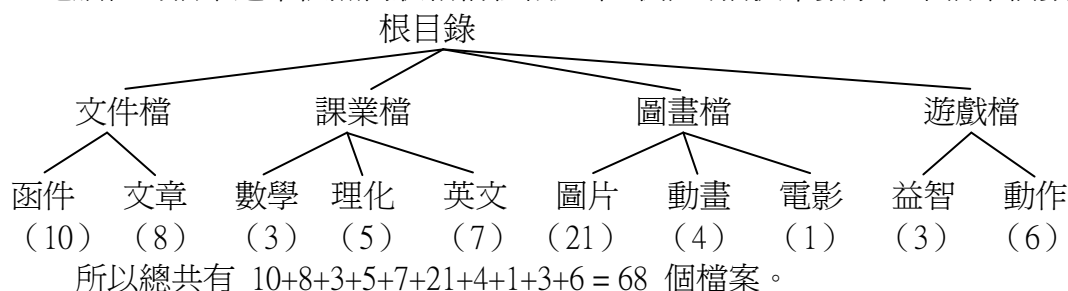 根目錄
文件檔 課業檔 圖畫檔 遊戲檔
函件 文章 數學 理化 英文 圖片 動畫 電影 益智 動作
（10） （8） （3） （5） （7） （21） （4） （1） （3） （6）
所以總共有 10+8+3+5+7+21+4+1+3+6 = 68 個檔案。